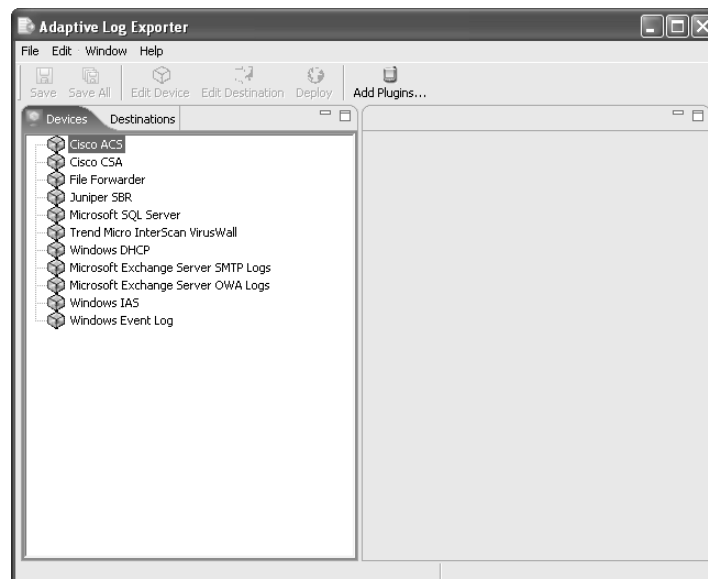 Adaptive Log Exporter
File Edit Window Help
Save Save All Edit Device Edit Destination Deploy Add Plugins...
Devices Destinations
Cisco ACS
Cisco CSA
File Forwarder
Juniper SBR
Microsoft SQL Server
Trend Micro InterScan VirusWall
Windows DHCP
Microsoft Exchange Server SMTP Logs
Microsoft Exchange Server OWA Logs
Windows IAS
Windows Event Log